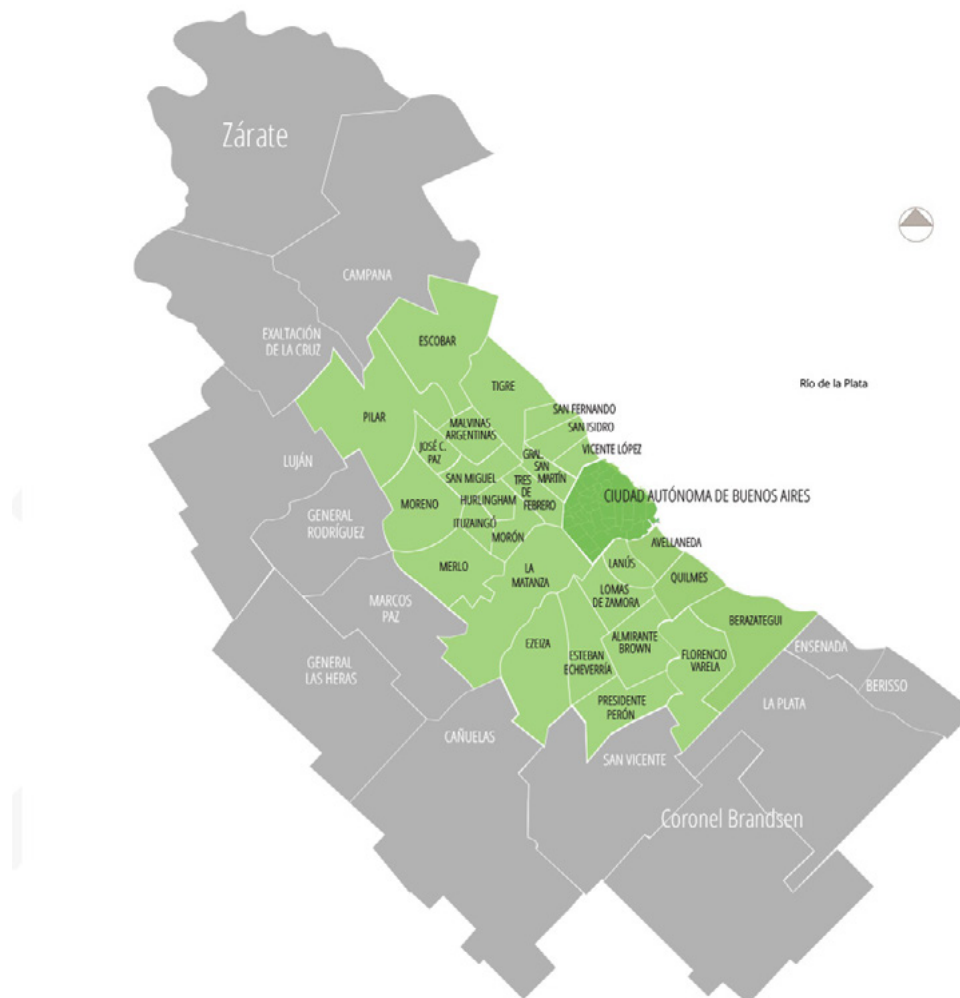 Zárate
CAMPANA
EXALTACIÓN
DE LA CRUZ
ESCOBAR
TIGRE
Río de la Plata
PILAR
SAN FERNANDO
SAN ISIDRO
MALVINAS
ARGENTINAS
VICENTE LÓPEZ
JOSÉ C.
PAZ
GRAL.
SAN
MARTÍN
LUJÁN
SAN MIGUEL
TRES
DE
FEBRERO
CIUDAD AUTÓNOMA DE BUENOS AIRES
MORENO
HURLINGHAM
GENERAL
RODRÍGUEZ
ITUZAINGÓ
MORÓN
AVELLANEDA
MERLO
LA
MATANZA
LANÚS
QUILMES
LOMAS
DE ZAMORA
MARCOS
PAZ
BERAZATEGUI
EZEIZA
ALMIRANTE
BROWN
ENSENADA
ESTEBAN
ECHEVERRÍA
FLORENCIO
VARELA
GENERAL
LAS HERAS
BERISSO
PRESIDENTE
PERÓN
LA PLATA
CAÑUELAS
SAN VICENTE
Coronel Brandsen